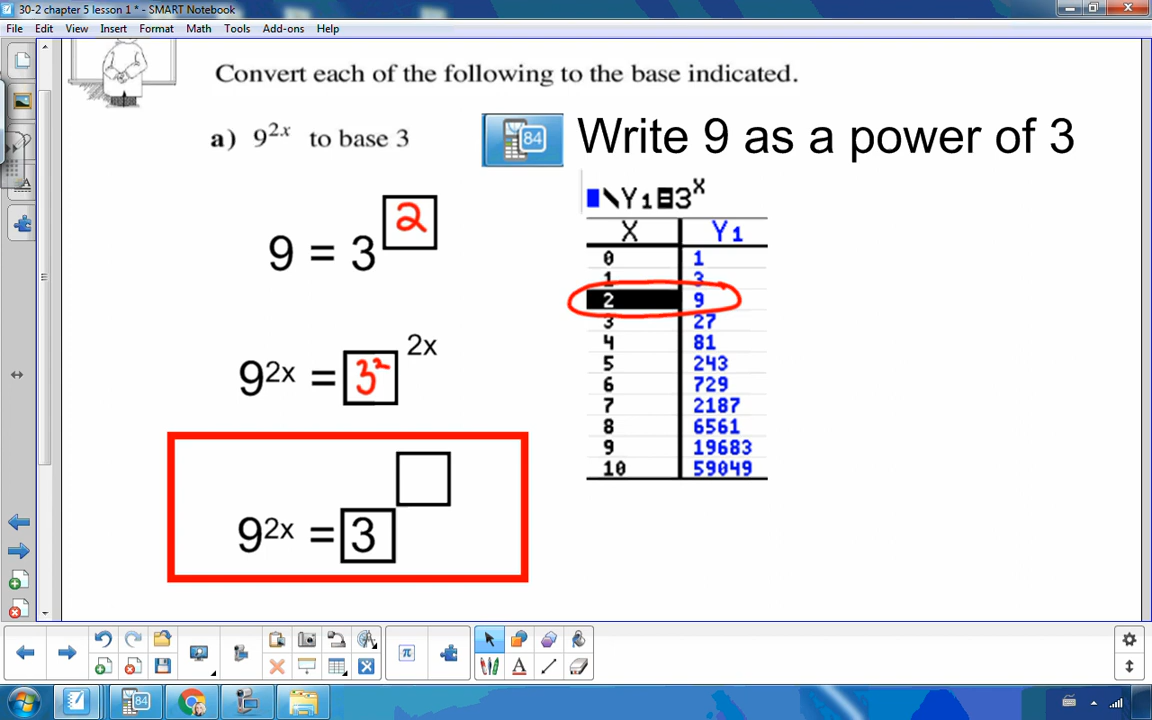 30-2 chapter 5 lesson 1 * - SMART Notebook
File Edit View Insert Format Math Tools Add-ons Help
Convert each of the following to the base indicated.
a) 9^{2x} to base 3
84
Write 9 as a power of 3
\Y₁=3^X
X Y₁
0 1
1 3
2 9
3 27
4 81
5 243
6 729
7 2187
8 6561
9 19683
10 59049
9 = 3^2
9^{2x} = 3^2 ^{2x}
9^{2x} = 3
π
A
84